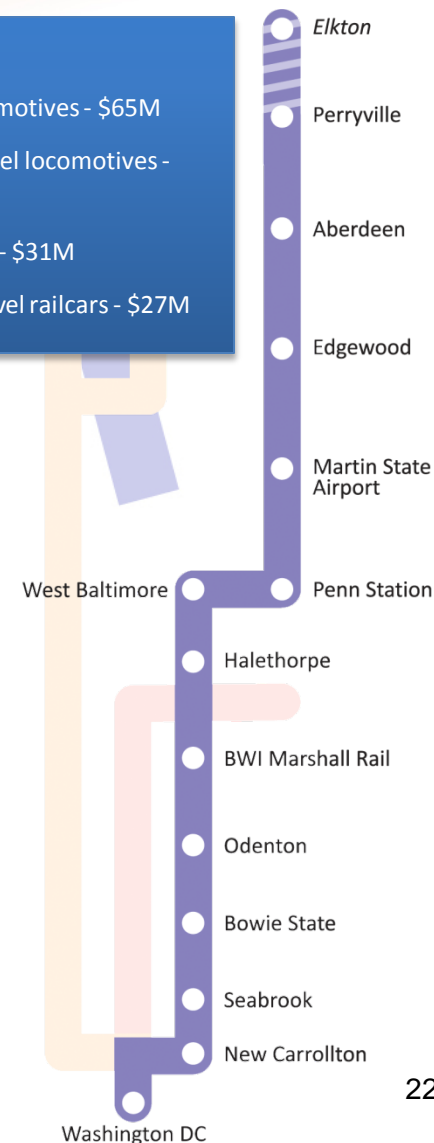 Elkton
omotives - $65M
Perryville
el locomotives -
Aberdeen
- $31M
vel railcars - $27M
Edgewood
Martin State
Airport
West Baltimore
Penn Station
Halethorpe
BWI Marshall Rail
Odenton
Bowie State
Seabrook
New Carrollton
22
Washington DC